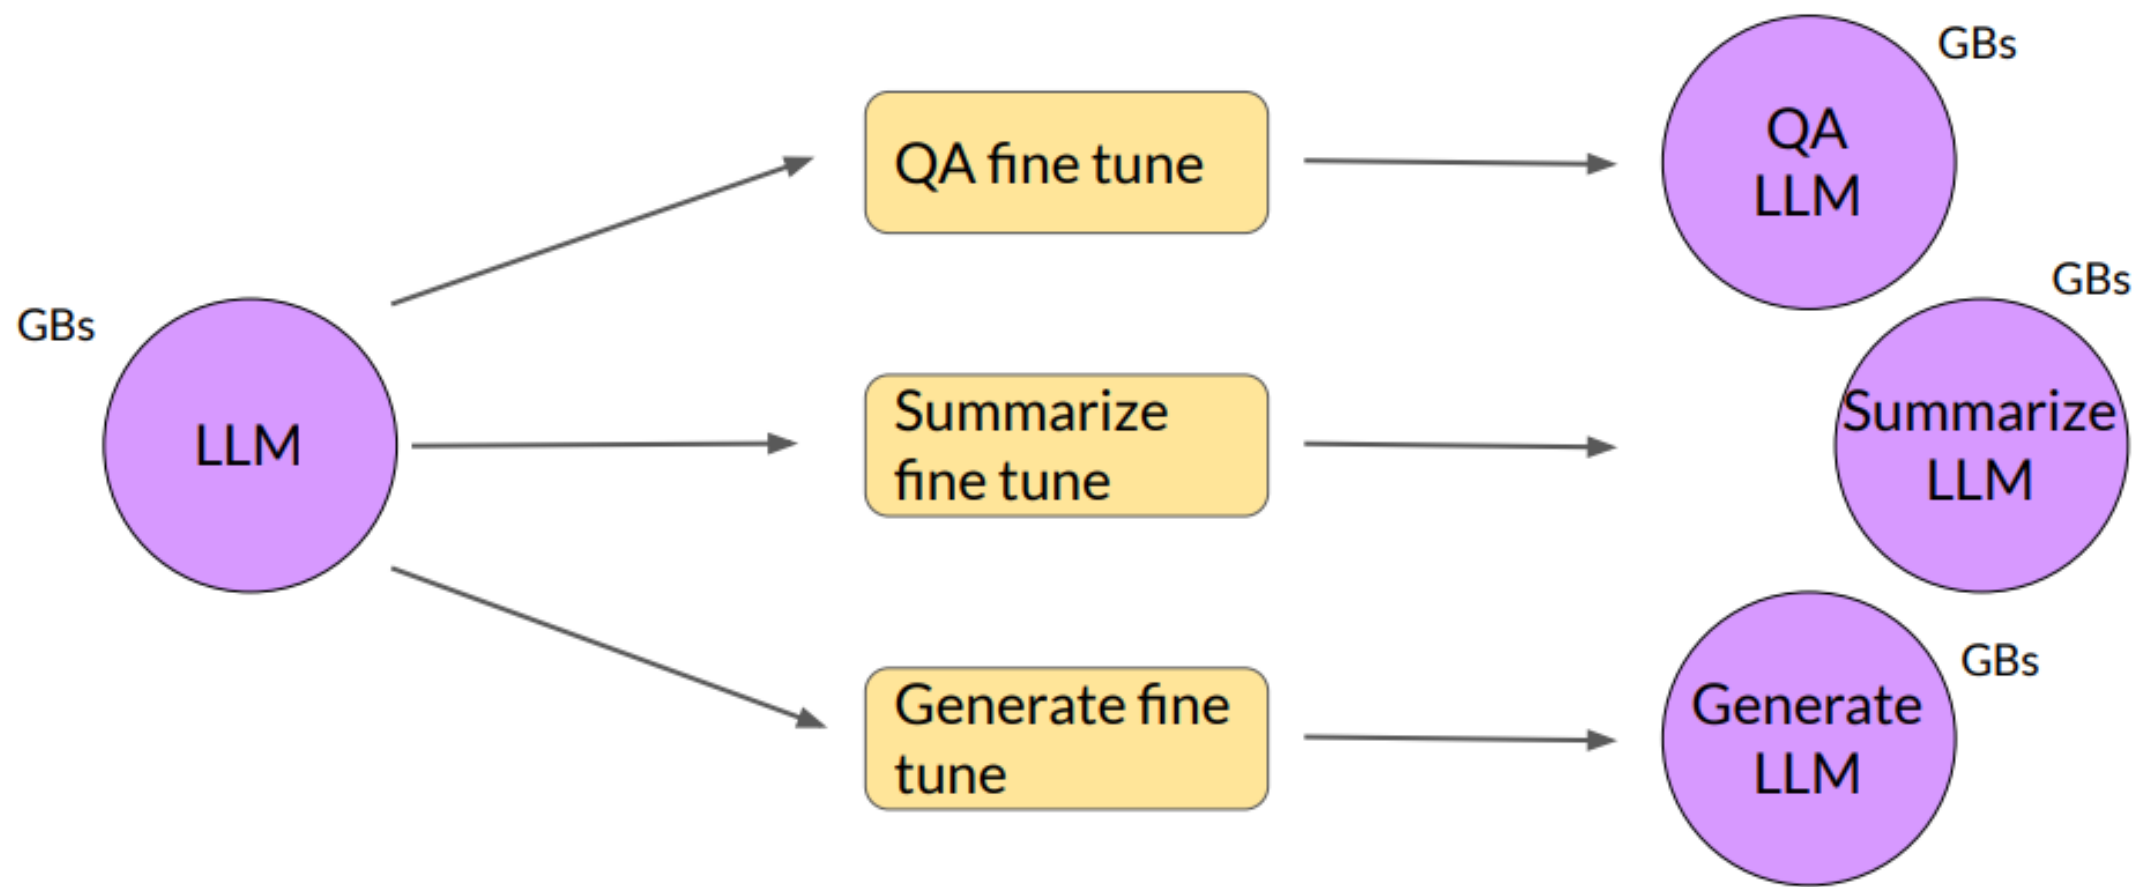 GBs
LLM
QA fine tune
Summarize
fine tune
Generate fine
tune
QA
LLM
GBs
Summarize
LLM
GBs
Generate
LLM
GBs